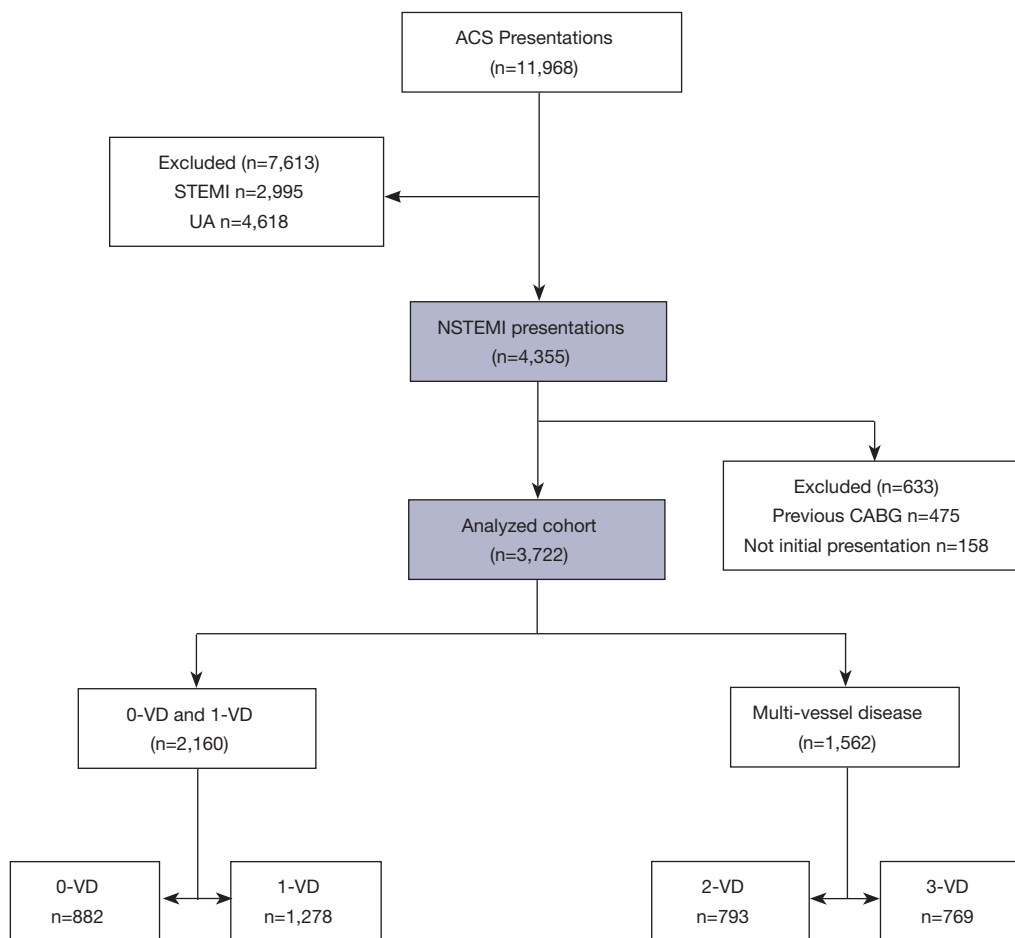 ACS Presentations
(n=11,968)
Excluded (n=7,613)
STEMI n=2,995
UA n=4,618
NSTEMI presentations
(n=4,355)
Excluded (n=633)
Previous CABG n=475
Not initial presentation n=158
Analyzed cohort
(n=3,722)
0-VD and 1-VD
(n=2,160)
Multi-vessel disease
(n=1,562)
0-VD
n=882
1-VD
n=1,278
2-VD
n=793
3-VD
n=769